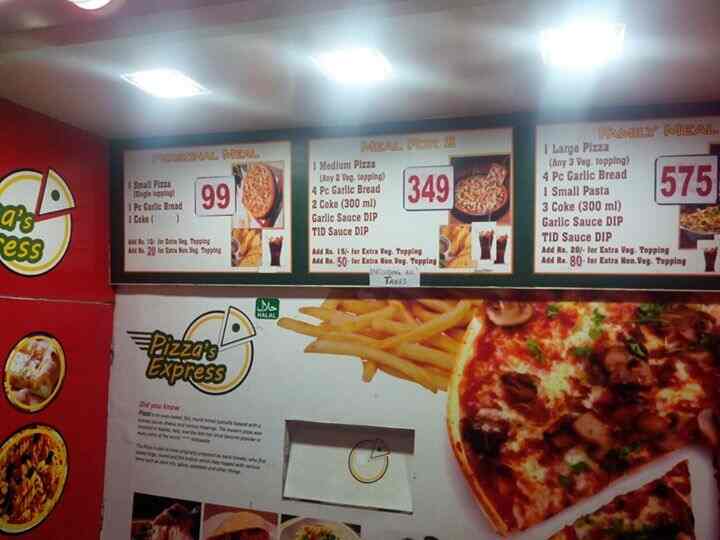 PERSONAL MEAL
1 Small Pizza
(Single topping)
1 Pc Garlic Bread
1 Coke ( )
99
Add Rs. 10/- for Extra Veg. Topping
Add Rs. 20 for Extra Non.Veg. Topping
MEAL FOR 2
1 Medium Pizza
(Any 2 Veg. topping)
4 Pc Garlic Bread
2 Coke (300 ml)
Garlic Sauce DIP
TID Sauce DIP
349
Add Rs. 15/- for Extra Veg. Topping
Add Rs. 50- for Extra Non.Veg. Topping
FAMILY MEAL
1 Large Pizza
(Any 3 Veg. topping)
4 Pc Garlic Bread
1 Small Pasta
3 Coke (300 ml)
Garlic Sauce DIP
TID Sauce DIP
575
Add Rs. 20/- for Extra Veg. Topping
Add Rs. 80- for Extra Non.Veg. Topping
INCLUDING ALL
TAXES
a's
ress
حلال
HALAL
Pizza's
Express
Did you know